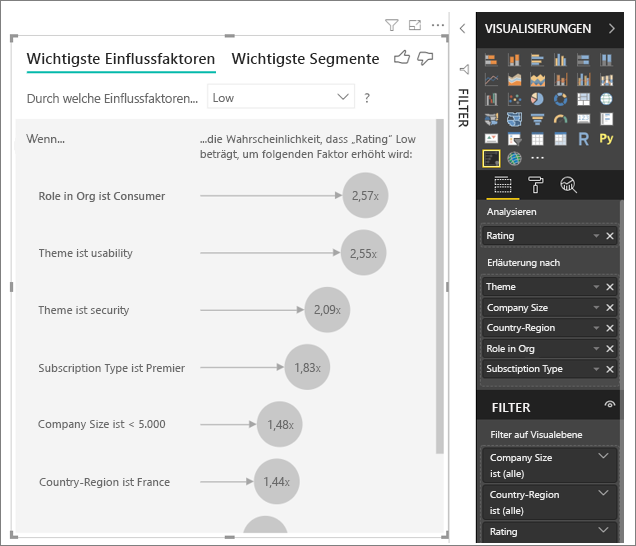 Wichtigste Einflussfaktoren
Wichtigste Segmente
Durch welche Einflussfaktoren...
Low
?
Wenn...
...die Wahrscheinlichkeit, dass „Rating“ Low
beträgt, um folgenden Faktor erhöht wird:
Role in Org ist Consumer
2,57x
Theme ist usability
2,55x
Theme ist security
2,09x
Subscription Type ist Premier
1,83x
Company Size ist < 5.000
1,48x
Country-Region ist France
1,44x
FILTER
VISUALISIERUNGEN
R
Py
Analysieren
Rating
Erläuterung nach
Theme
Company Size
Country-Region
Role in Org
Subsctiption Type
FILTER
Filter auf Visualebene
Company Size
ist (alle)
Country-Region
ist (alle)
Rating